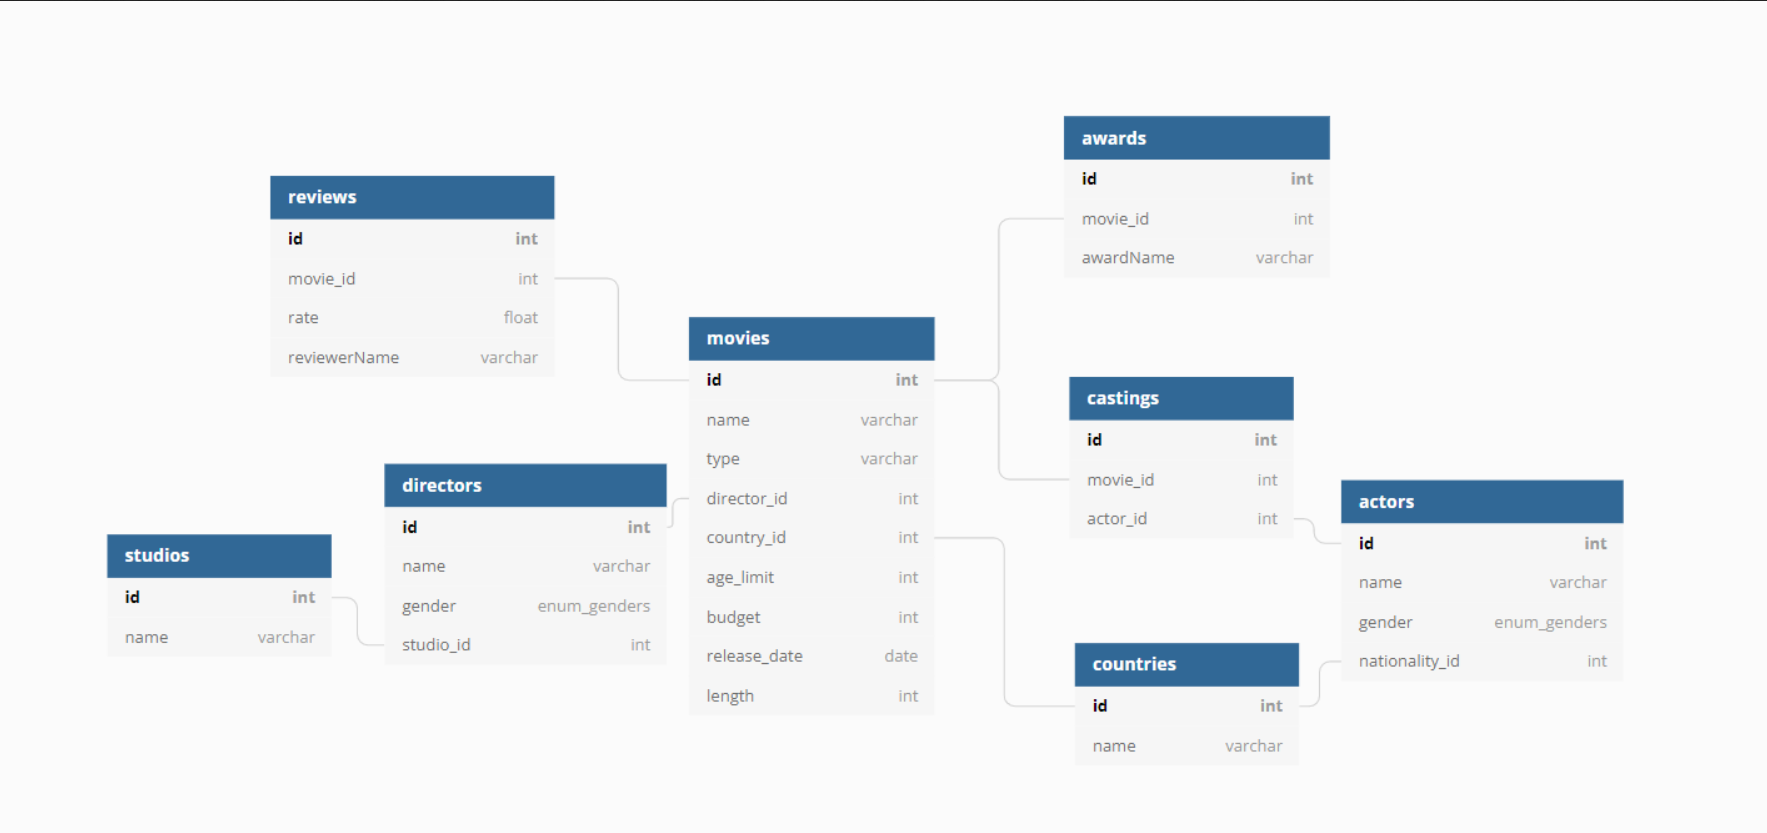 reviews
id int
movie_id int
rate float
reviewerName varchar
studios
id int
name varchar
directors
id int
name varchar
gender enum_genders
studio_id int
movies
id int
name varchar
type varchar
director_id int
country_id int
age_limit int
budget int
release_date date
length int
awards
id int
movie_id int
awardName varchar
castings
id int
movie_id int
actor_id int
countries
id int
name varchar
actors
id int
name varchar
gender enum_genders
nationality_id int